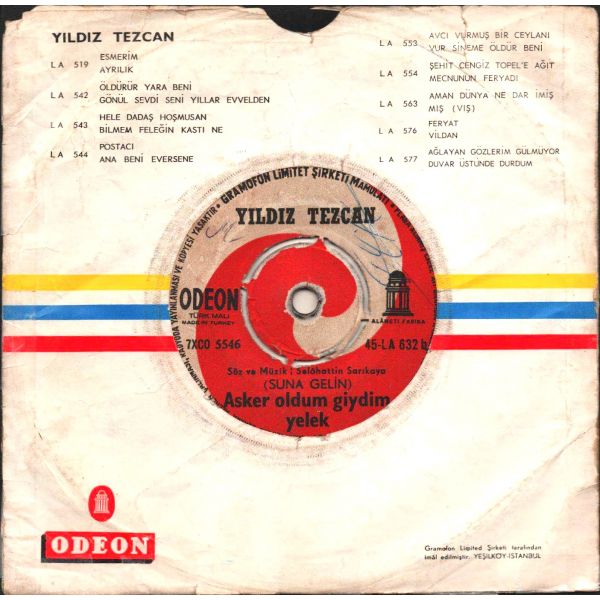 YILDIZ TEZCAN
LA 519 ESMERİM
AYRILIK
LA 542 ÖLDÜRÜR YARA BENİ
GÖNÜL SEVDİ SENİ YILLAR EVVELDEN
LA 543 HELE DADAŞ HOŞMUSAN
BİLMEM FELEĞİN KASTI NE
LA 544 POSTACI
ANA BENİ EVERSENE
LA 553 AVCI VURMUŞ BİR CEYLANI
VUR SİNEME ÖLDÜR BENİ
LA 554 ŞEHİT CENGİZ TOPEL'E AĞIT
MECNUNUN FERYADI
LA 563 AMAN DÜNYA NE DAR İMİŞ
MIŞ (VIŞ)
LA 576 FERYAT
VİLDAN
LA 577 AĞLAYAN GÖZLERİM GÜLMÜYOR
DUVAR ÜSTÜNDE DURDUM
GRAMOFON LİMİTET ŞİRKETİ MAMULATI
YAYINLANMASI VE KOPYESİ YASAKTIR
YILDIZ TEZCAN
ODEON
TÜRK MALI
MADE IN TURKEY
ALÂMETİ FARİKA
7XCO 5546
45-LA 632 b
Söz ve Müzik: Selâhattin Sarıkaya
(SUNA GELİN)
Asker oldum giydim
yelek
ODEON
Gramofon Limited Şirketi tarafından
imâl edilmiştir. YEŞİLKÖY-İSTANBUL